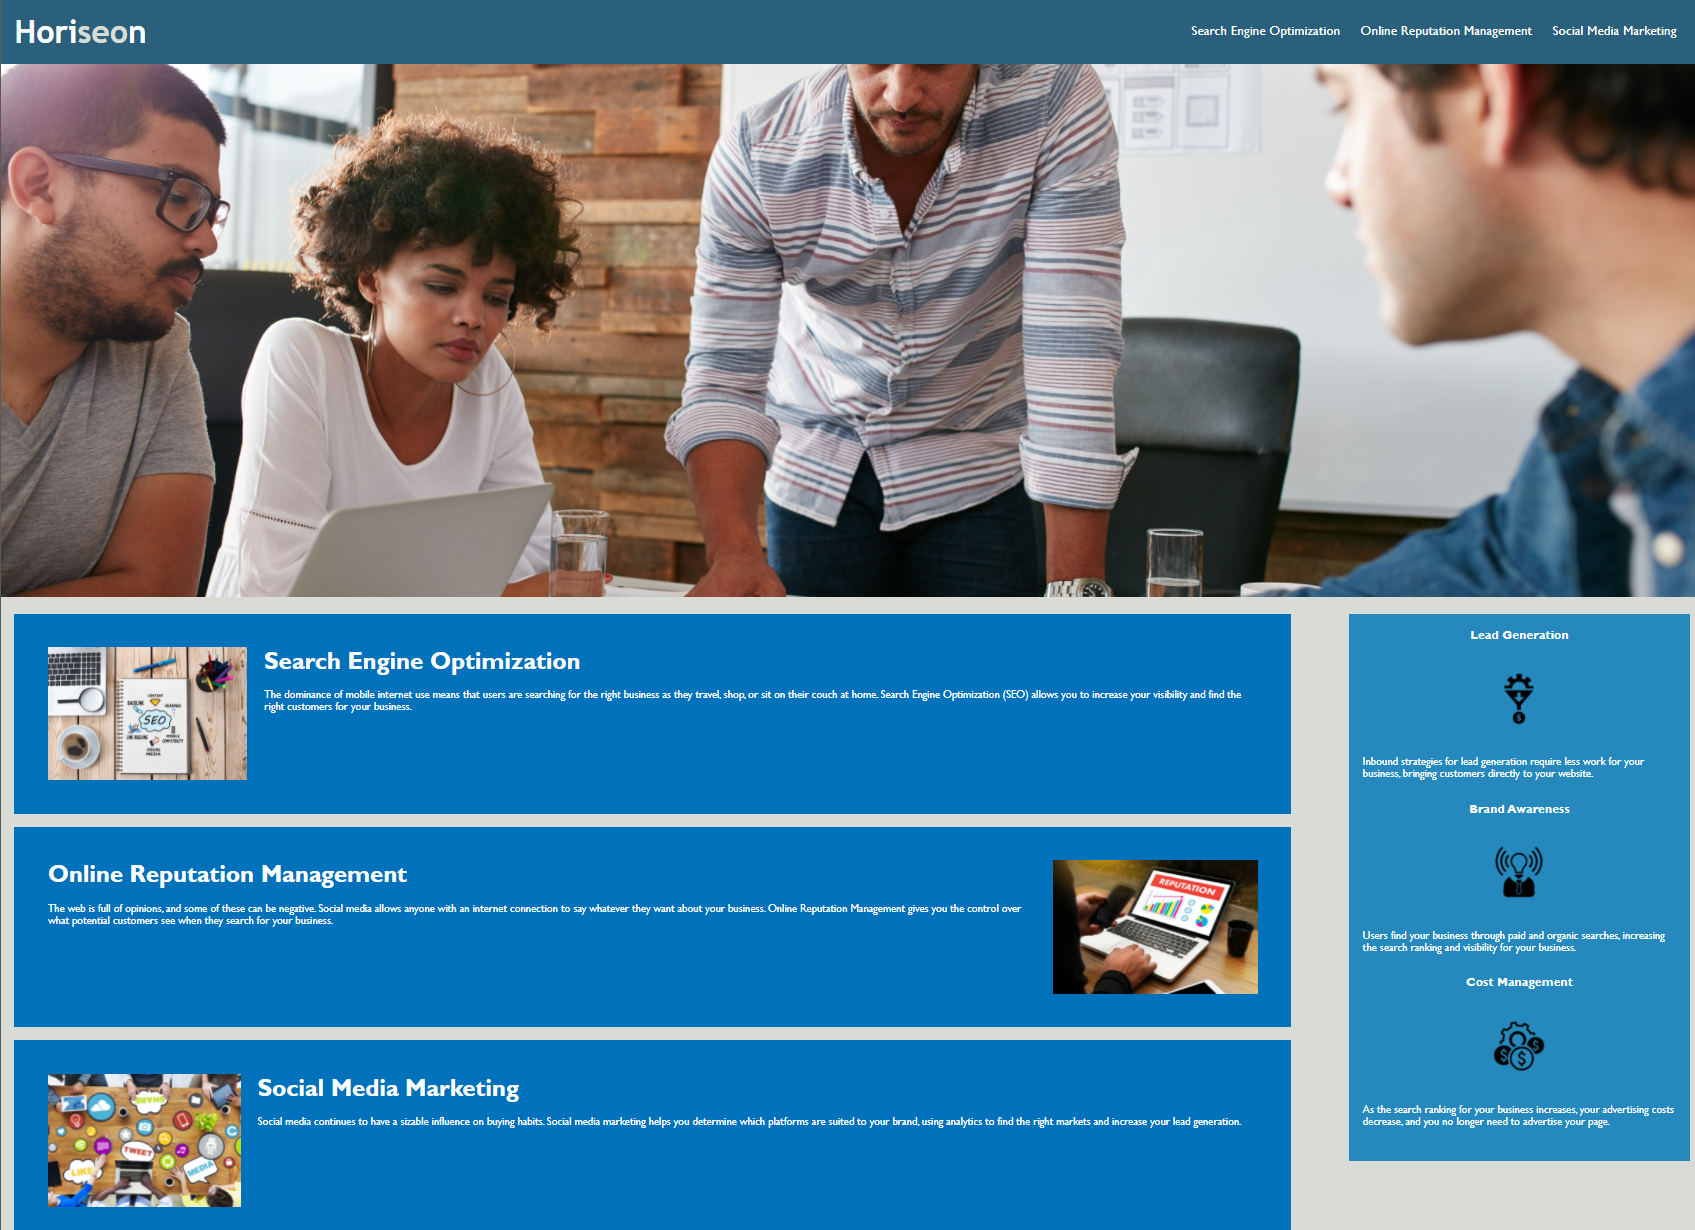 Horiseon
Search Engine Optimization
Online Reputation Management
Social Media Marketing
Search Engine Optimization
The dominance of mobile internet use means that users are searching for the right business as they travel, shop, or sit on their couch at home. Search Engine Optimization (SEO) allows you to increase your visibility and find the
right customers for your business.
CONTENT
BACKLINK
KEYWORDS
SEO
LINK BUILDING
MOBILE
COMPATIBILITY
SOCIAL
MEDIA
Online Reputation Management
The web is full of opinions, and some of these can be negative. Social media allows anyone with an internet connection to say whatever they want about your business. Online Reputation Management gives you the control over
what potential customers see when they search for your business.
REPUTATION
Social Media Marketing
Social media continues to have a sizable influence on buying habits. Social media marketing helps you determine which platforms are suited to your brand, using analytics to find the right markets and increase your lead generation.
SHARE
TWEET
LIKE
MEDIA
Lead Generation
$
Inbound strategies for lead generation require less work for your
business, bringing customers directly to your website.
Brand Awareness
Users find your business through paid and organic searches, increasing
the search ranking and visibility for your business.
Cost Management
$ $ $
As the search ranking for your business increases, your advertising costs
decrease, and you no longer need to advertise your page.